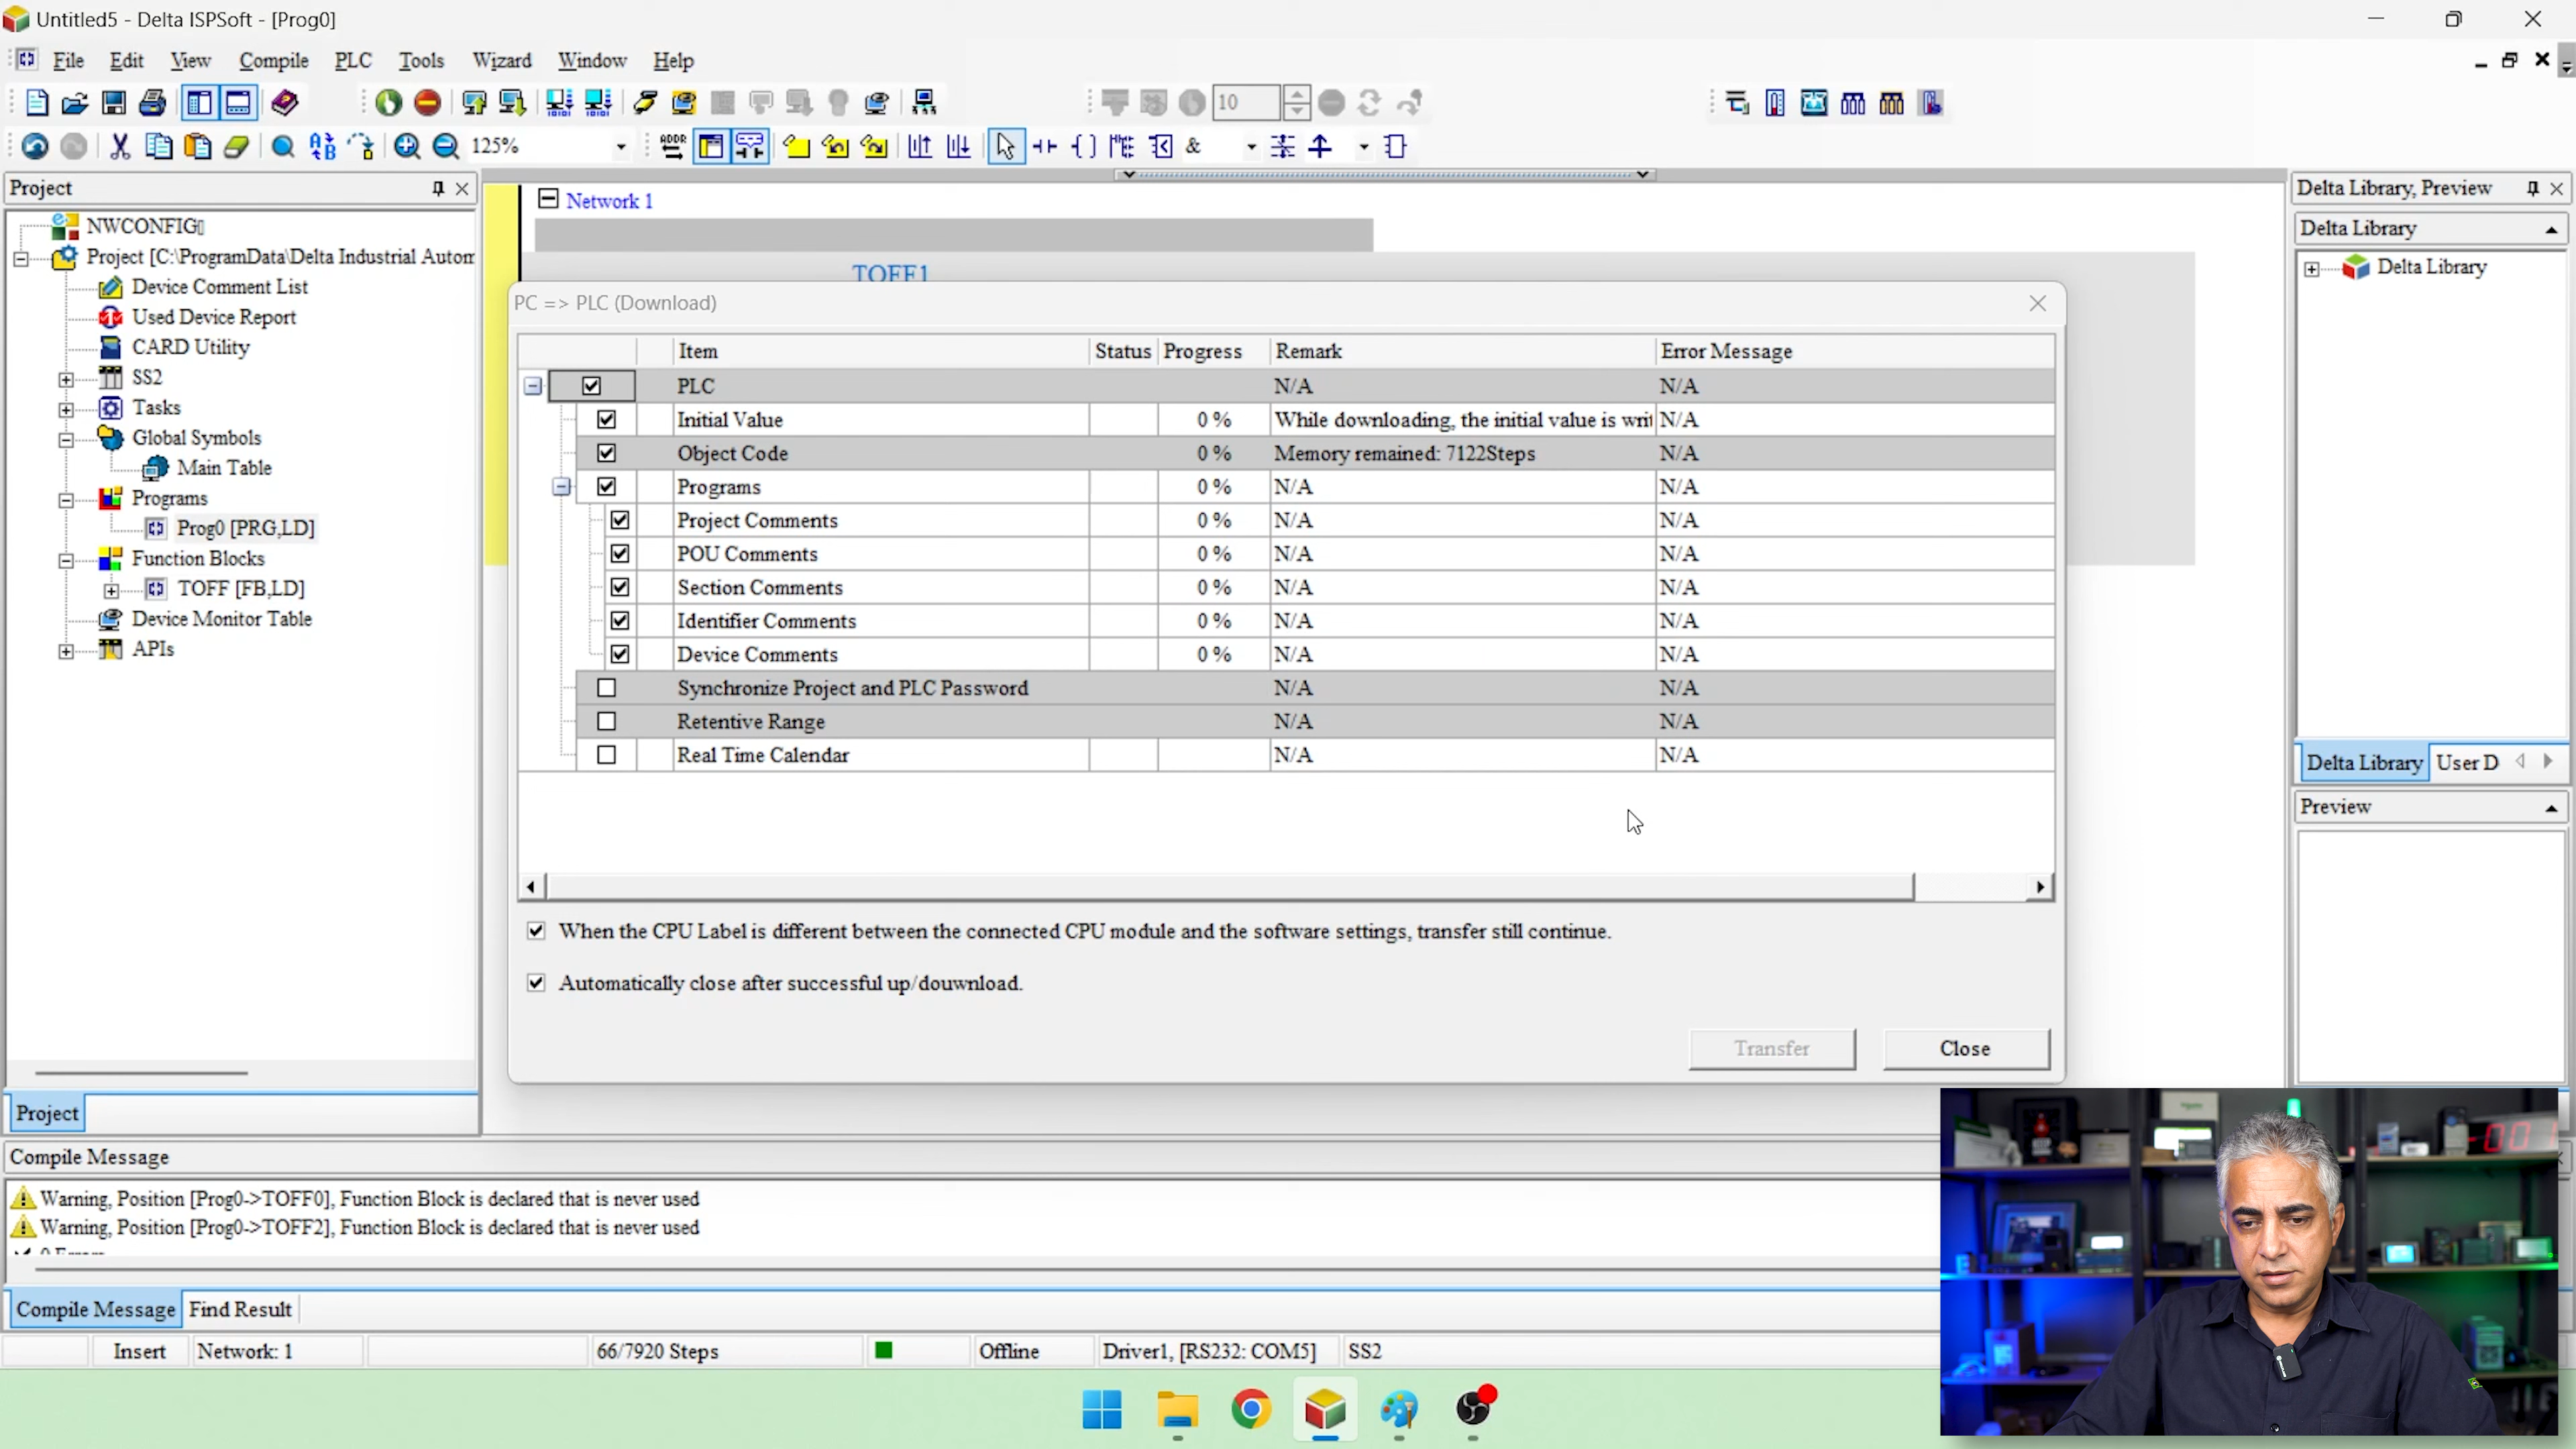 Untitled5 - Delta ISPSoft - [Prog0]
File Edit View Compile PLC Tools Wizard Window Help
10
125% ADDR &
Project
NWCONFIG
Project [C:\ProgramData\Delta Industrial Autom
Device Comment List
Used Device Report
CARD Utility
SS2
Tasks
Global Symbols
Main Table
Programs
Prog0 [PRG,LD]
Function Blocks
TOFF [FB,LD]
Device Monitor Table
APIs
Project
Network 1
TOFF1
PC => PLC (Download)
Item Status Progress Remark Error Message
PLC N/A N/A
Initial Value 0 % While downloading, the initial value is writ N/A
Object Code 0 % Memory remained: 7122Steps N/A
Programs 0 % N/A N/A
Project Comments 0 % N/A N/A
POU Comments 0 % N/A N/A
Section Comments 0 % N/A N/A
Identifier Comments 0 % N/A N/A
Device Comments 0 % N/A N/A
Synchronize Project and PLC Password N/A N/A
Retentive Range N/A N/A
Real Time Calendar N/A N/A
When the CPU Label is different between the connected CPU module and the software settings, transfer still continue.
Automatically close after successful up/douwnload.
Transfer Close
Delta Library, Preview
Delta Library
Delta Library
Delta Library User D
Preview
Compile Message
Warning, Position [Prog0->TOFF0], Function Block is declared that is never used
Warning, Position [Prog0->TOFF2], Function Block is declared that is never used
0 Errors
Compile Message Find Result
Insert Network: 1 66/7920 Steps Offline Driver1, [RS232: COM5] SS2